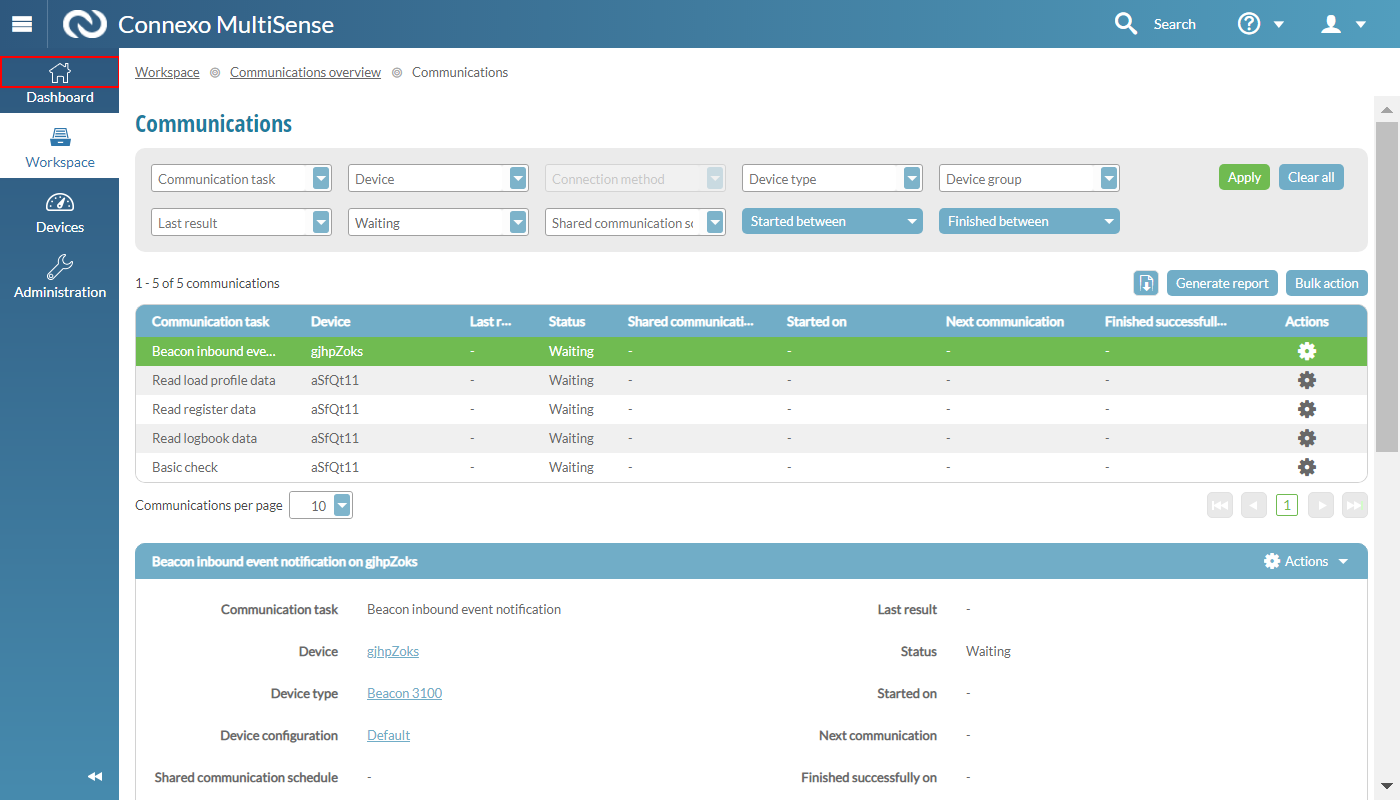 Connexo MultiSense
Search
Dashboard
Workspace
Devices
Administration
Workspace Communications overview Communications
Communications
Communication task Device Connection method Device type Device group Apply Clear all
Last result Waiting Shared communication sc Started between Finished between
1 - 5 of 5 communications Generate report Bulk action
Communication task Device Last r... Status Shared communicati... Started on Next communication Finished successfull... Actions
Beacon inbound eve... gjhpZoks - Waiting - - - -
Read load profile data aSfQt11 - Waiting - - - -
Read register data aSfQt11 - Waiting - - - -
Read logbook data aSfQt11 - Waiting - - - -
Basic check aSfQt11 - Waiting - - - -
Communications per page 10 1
Beacon inbound event notification on gjhpZoks Actions
Communication task Beacon inbound event notification Last result -
Device gjhpZoks Status Waiting
Device type Beacon 3100 Started on -
Device configuration Default Next communication -
Shared communication schedule - Finished successfully on -